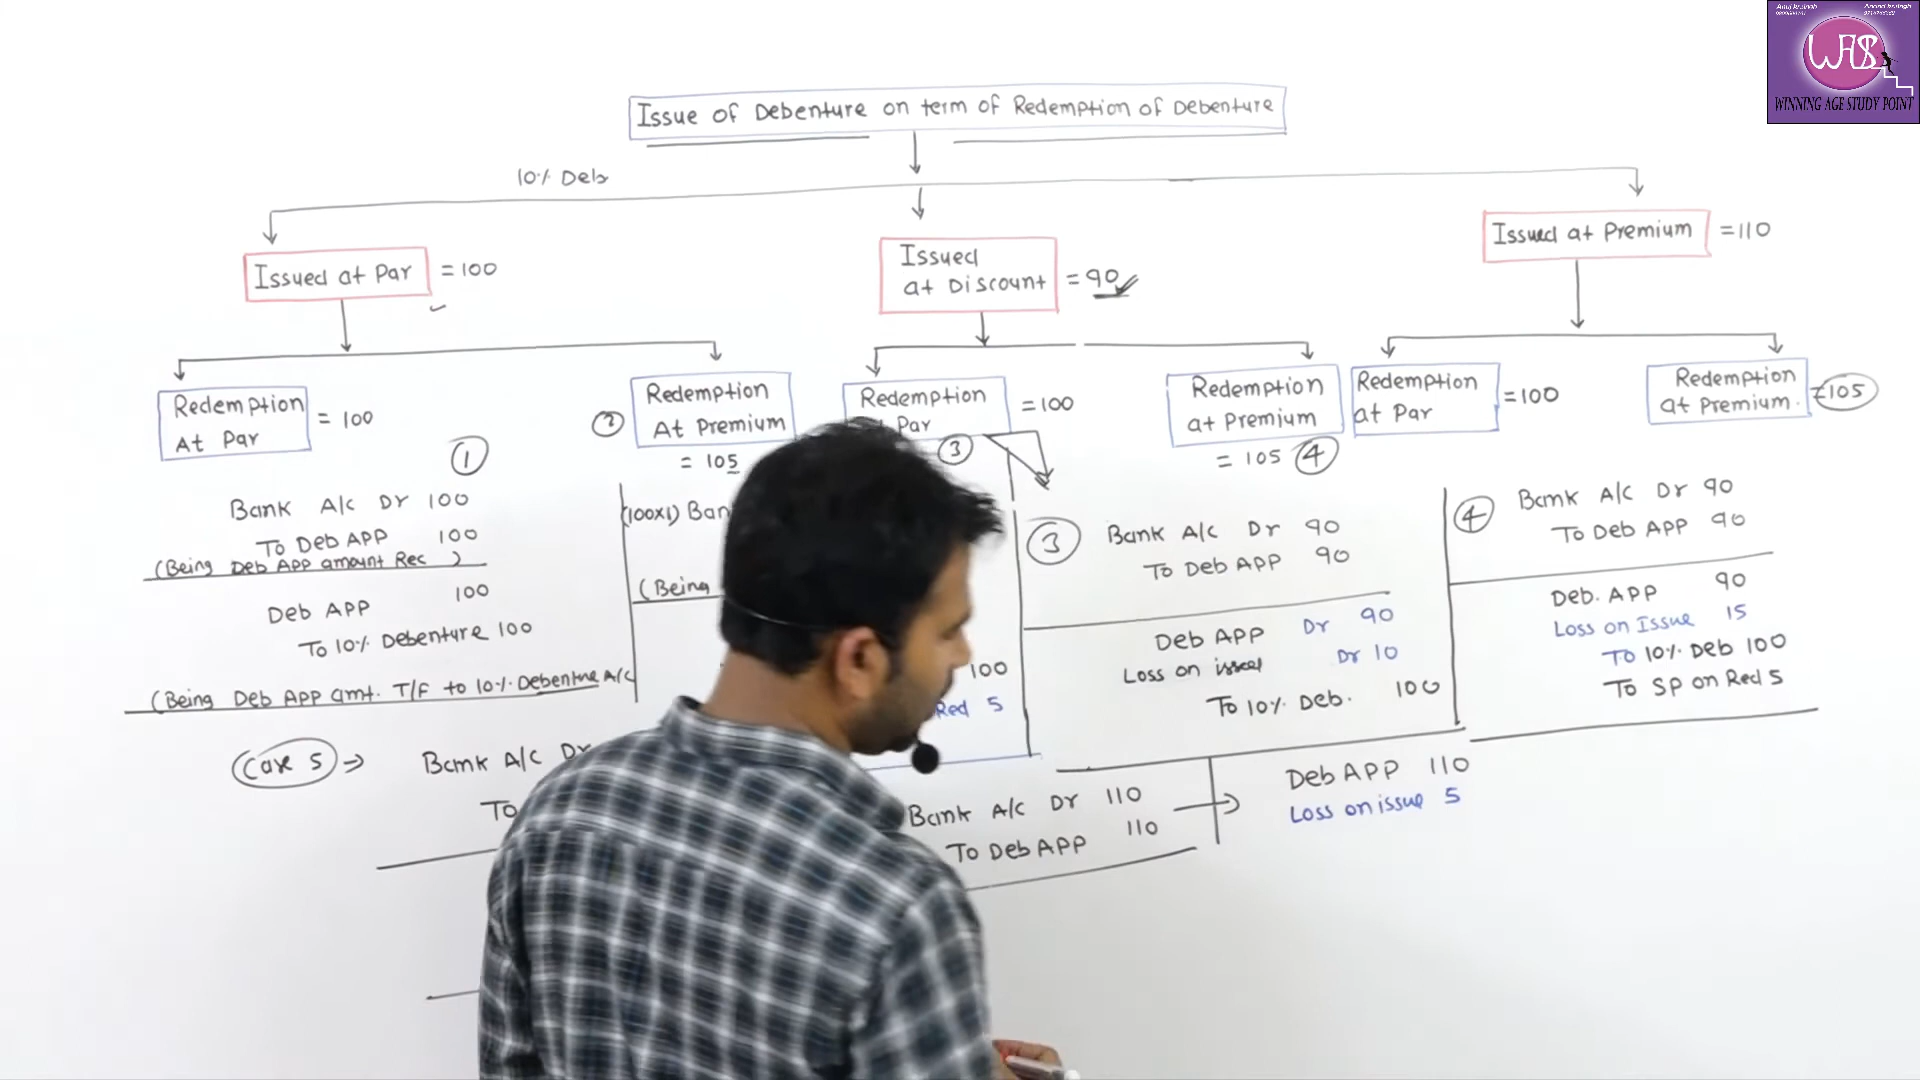 WAS
WINNING AGE STUDY POINT
Issue of Debenture on term of Redemption of Debenture
10% Deb
Issued at Par = 100
Issued
at Discount = 90
Issued at Premium = 110
Redemption
At Par = 100
①
② Redemption
At Premium
= 105
Redemption
Par = 100
③
Redemption
at Premium
= 105 ④
Redemption
at Par = 100
Redemption
at Premium. = 105
Bank A/c Dr 100
To Deb APP 100
(Being Deb APP amount Rec )
Deb APP 100
To 10% Debenture 100
(Being Deb APP amt. T/F to 10% Debenture A/c
(100x1) Ban
(Being
100
Red 5
③ Bank A/c Dr 90
To Deb APP 90
Deb APP Dr 90
Loss on issue Dr 10
To 10% Deb. 100
④ Bank A/c Dr 90
To Deb APP 90
Deb. APP 90
Loss on Issue 15
To 10% Deb 100
To SP on Red 5
Case 5 ⇒ Bank A/c Dr
To
Bank A/c Dr 110
To Deb APP 110
Deb APP 110
Loss on issue 5